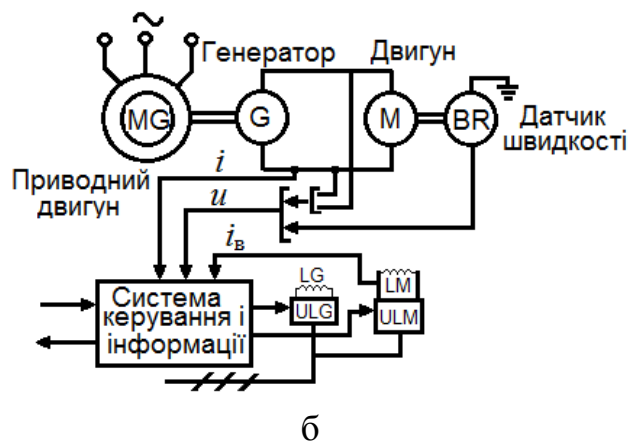 ~
Генератор
Двигун
MG
G
M
BR
Датчик
швидкості
Приводний
двигун
i
u
iв
Система
керування і
інформації
LG
ULG
LM
ULM
б